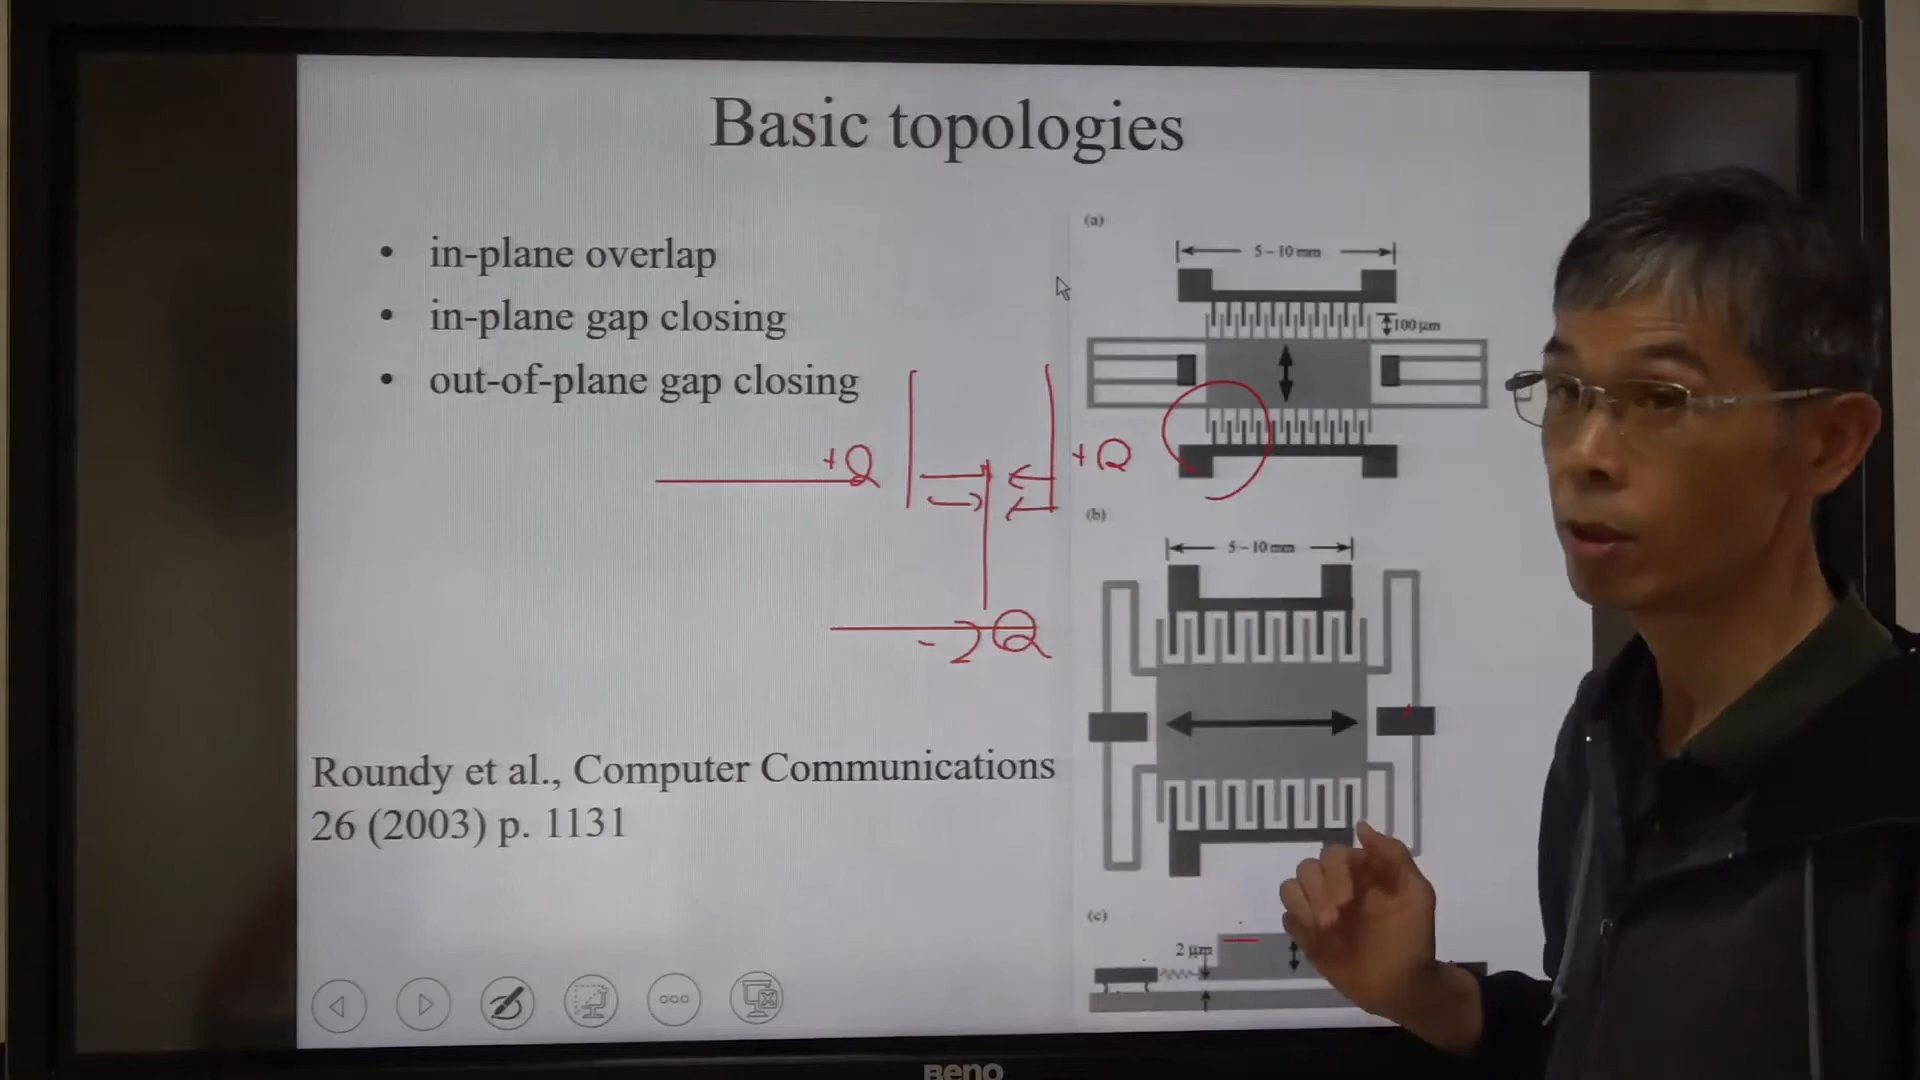 Basic topologies
• in-plane overlap
• in-plane gap closing
• out-of-plane gap closing
+Q
+Q
-2Q
Roundy et al., Computer Communications
26 (2003) p. 1131
(a)
5 – 10 mm
100 μm
(b)
5 – 10 mm
(c)
2 μm
BenQ